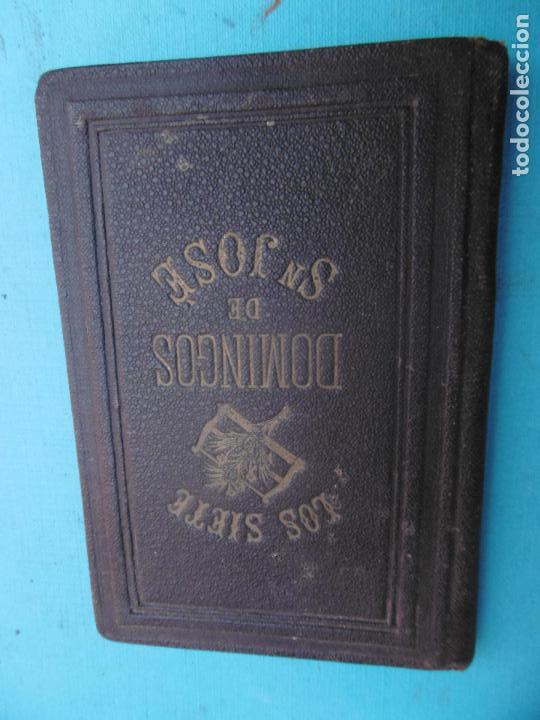 LOS SIETE
DOMINGOS
DE
SN JOSÉ
todocoleccion